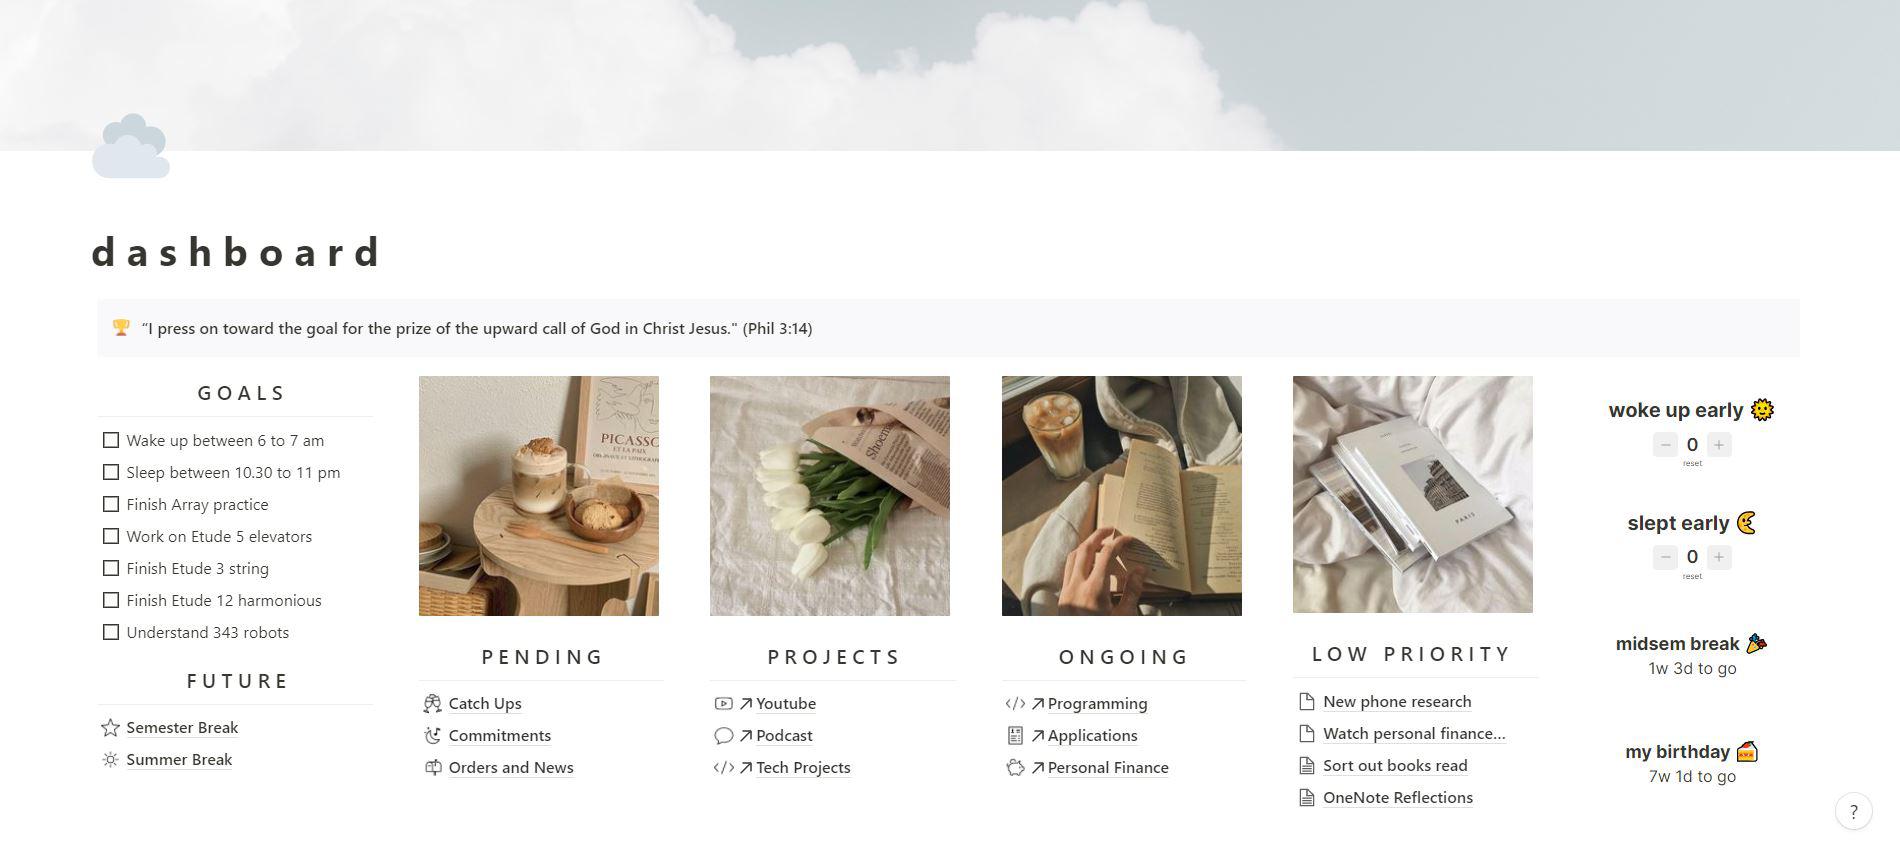 dashboard
“I press on toward the goal for the prize of the upward call of God in Christ Jesus." (Phil 3:14)
GOALS
Wake up between 6 to 7 am
Sleep between 10.30 to 11 pm
Finish Array practice
Work on Etude 5 elevators
Finish Etude 3 string
Finish Etude 12 harmonious
Understand 343 robots
FUTURE
Semester Break
Summer Break
PICASSO
ET LA PAIX
PENDING
Catch Ups
Commitments
Orders and News
Shoem
PROJECTS
Youtube
Podcast
Tech Projects
ONGOING
</> Programming
Applications
Personal Finance
PARIS
LOW PRIORITY
New phone research
Watch personal finance...
Sort out books read
OneNote Reflections
woke up early
− 0 +
reset
slept early
− 0 +
reset
midsem break
1w 3d to go
my birthday
7w 1d to go
?